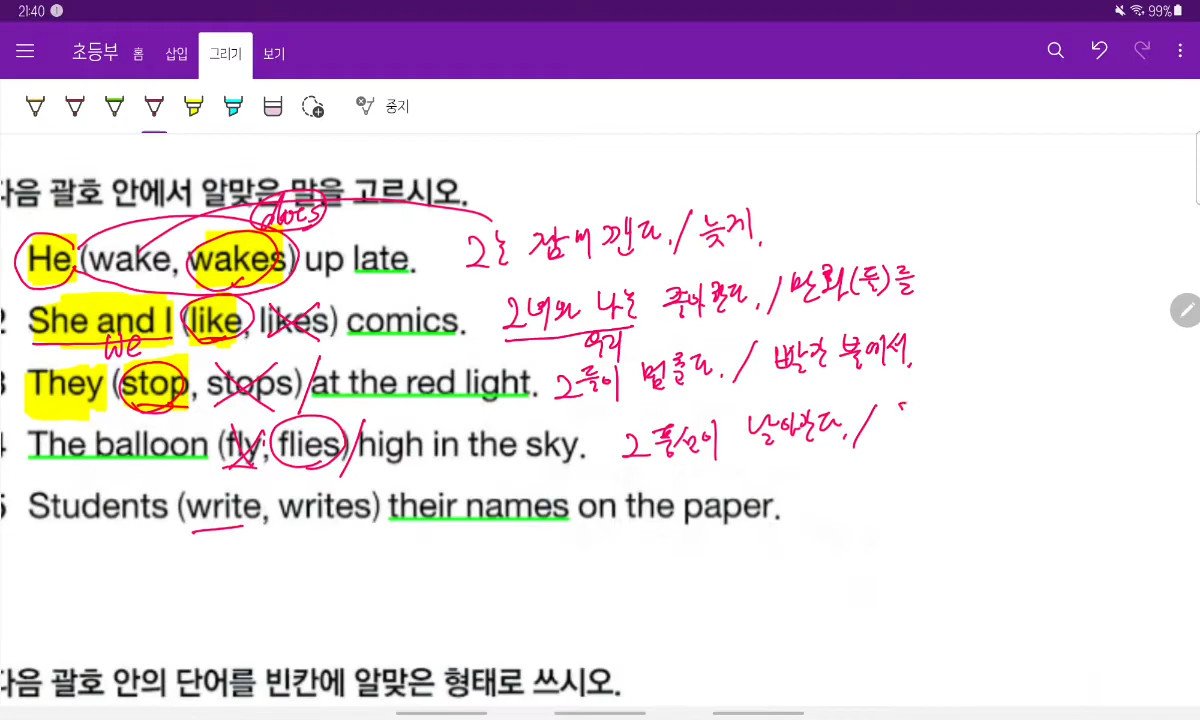 21:40 99%
초등부 홈 삽입 그리기 보기
중지
다음 괄호 안에서 알맞은 말을 고르시오.
does
He (wake, wakes) up late. 그는 잠에 깬다. / 늦게.
2 She and I (like, likes) comics. 그녀와 나는 좋아한다. / 만화(들)를
we 우리
3 They (stop, stops) / at the red light. 그들이 멈춘다. / 빨간 불에서.
4 The balloon (fly, flies) / high in the sky. 그 풍선이 날아간다. /
5 Students (write, writes) their names on the paper.
다음 괄호 안의 단어를 빈칸에 알맞은 형태로 쓰시오.